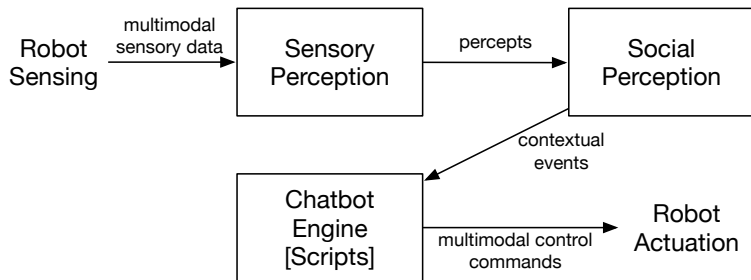 Robot
Sensing
multimodal
sensory data
Sensory
Perception
percepts
Social
Perception
contextual
events
Chatbot
Engine
[Scripts]
multimodal control
commands
Robot
Actuation